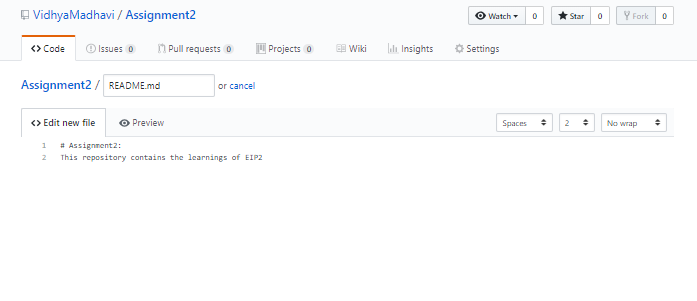 VidhyaMadhavi / Assignment2
Watch 0 Star 0 Fork 0
Code Issues 0 Pull requests 0 Projects 0 Wiki Insights Settings
Assignment2 / README.md or cancel
Edit new file Preview Spaces 2 No wrap
1 # Assignment2:
2 This repository contains the learnings of EIP2